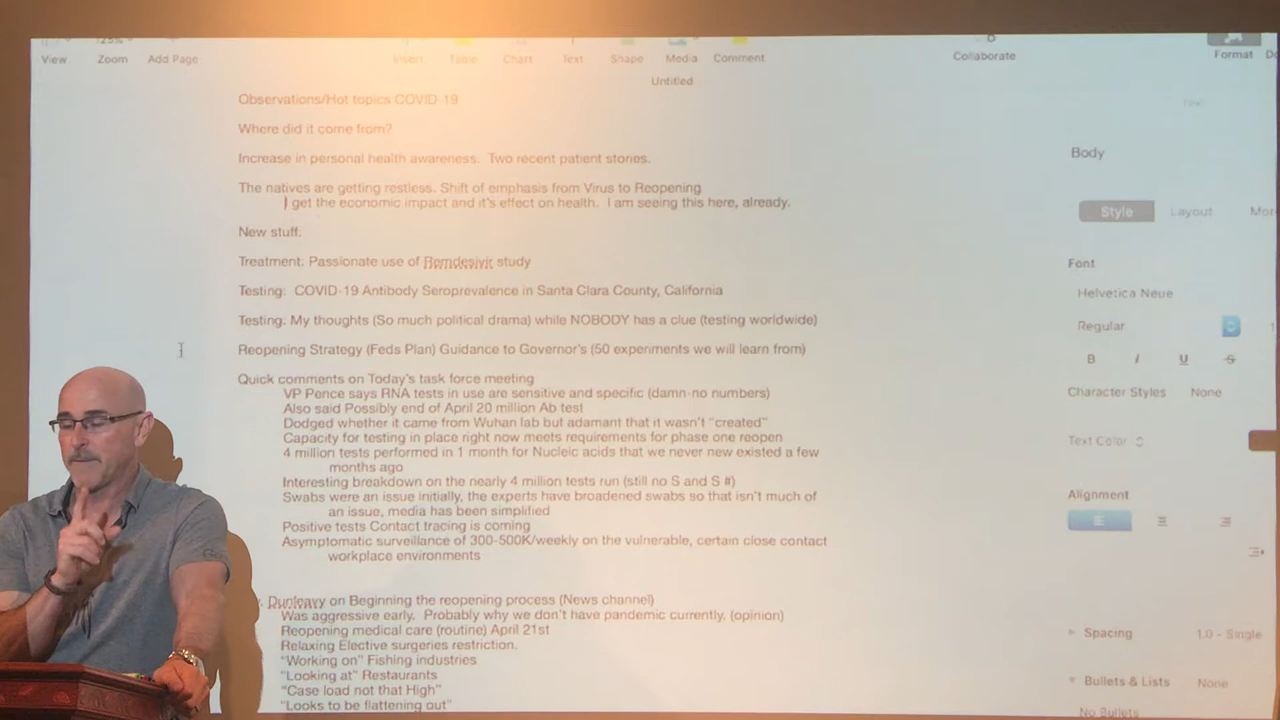 125%
View Zoom Add Page Insert Table Chart Text Shape Media Comment Collaborate Format
Untitled
Observations/Hot topics COVID-19
Where did it come from?
Increase in personal health awareness. Two recent patient stories.
The natives are getting restless. Shift of emphasis from Virus to Reopening
I get the economic impact and it's effect on health. I am seeing this here, already.
New stuff:
Treatment: Passionate use of Remdesivir study
Testing: COVID-19 Antibody Seroprevalence in Santa Clara County, California
Testing: My thoughts (So much political drama) while NOBODY has a clue (testing worldwide)
Reopening Strategy (Feds Plan) Guidance to Governor's (50 experiments we will learn from)
Quick comments on Today's task force meeting
VP Pence says RNA tests in use are sensitive and specific (damn-no numbers)
Also said Possibly end of April 20 million Ab test
Dodged whether it came from Wuhan lab but adamant that it wasn't "created"
Capacity for testing in place right now meets requirements for phase one reopen
4 million tests performed in 1 month for Nucleic acids that we never new existed a few
months ago
Interesting breakdown on the nearly 4 million tests run (still no S and S #)
Swabs were an issue initially, the experts have broadened swabs so that isn't much of
an issue, media has been simplified
Positive tests Contact tracing is coming
Asymptomatic surveillance of 300-500K/weekly on the vulnerable, certain close contact
workplace environments
Dunleavy on Beginning the reopening process (News channel)
Was aggressive early. Probably why we don't have pandemic currently. (opinion)
Reopening medical care (routine) April 21st
Relaxing Elective surgeries restriction.
"Working on" Fishing industries
"Looking at" Restaurants
"Case load not that High"
"Looks to be flattening out"
Text
Body
Style Layout
Font
Helvetica Neue
Regular
B I U S
Character Styles None
Text Color
Alignment
Spacing 1.0 - Single
Bullets & Lists None
No Bullets